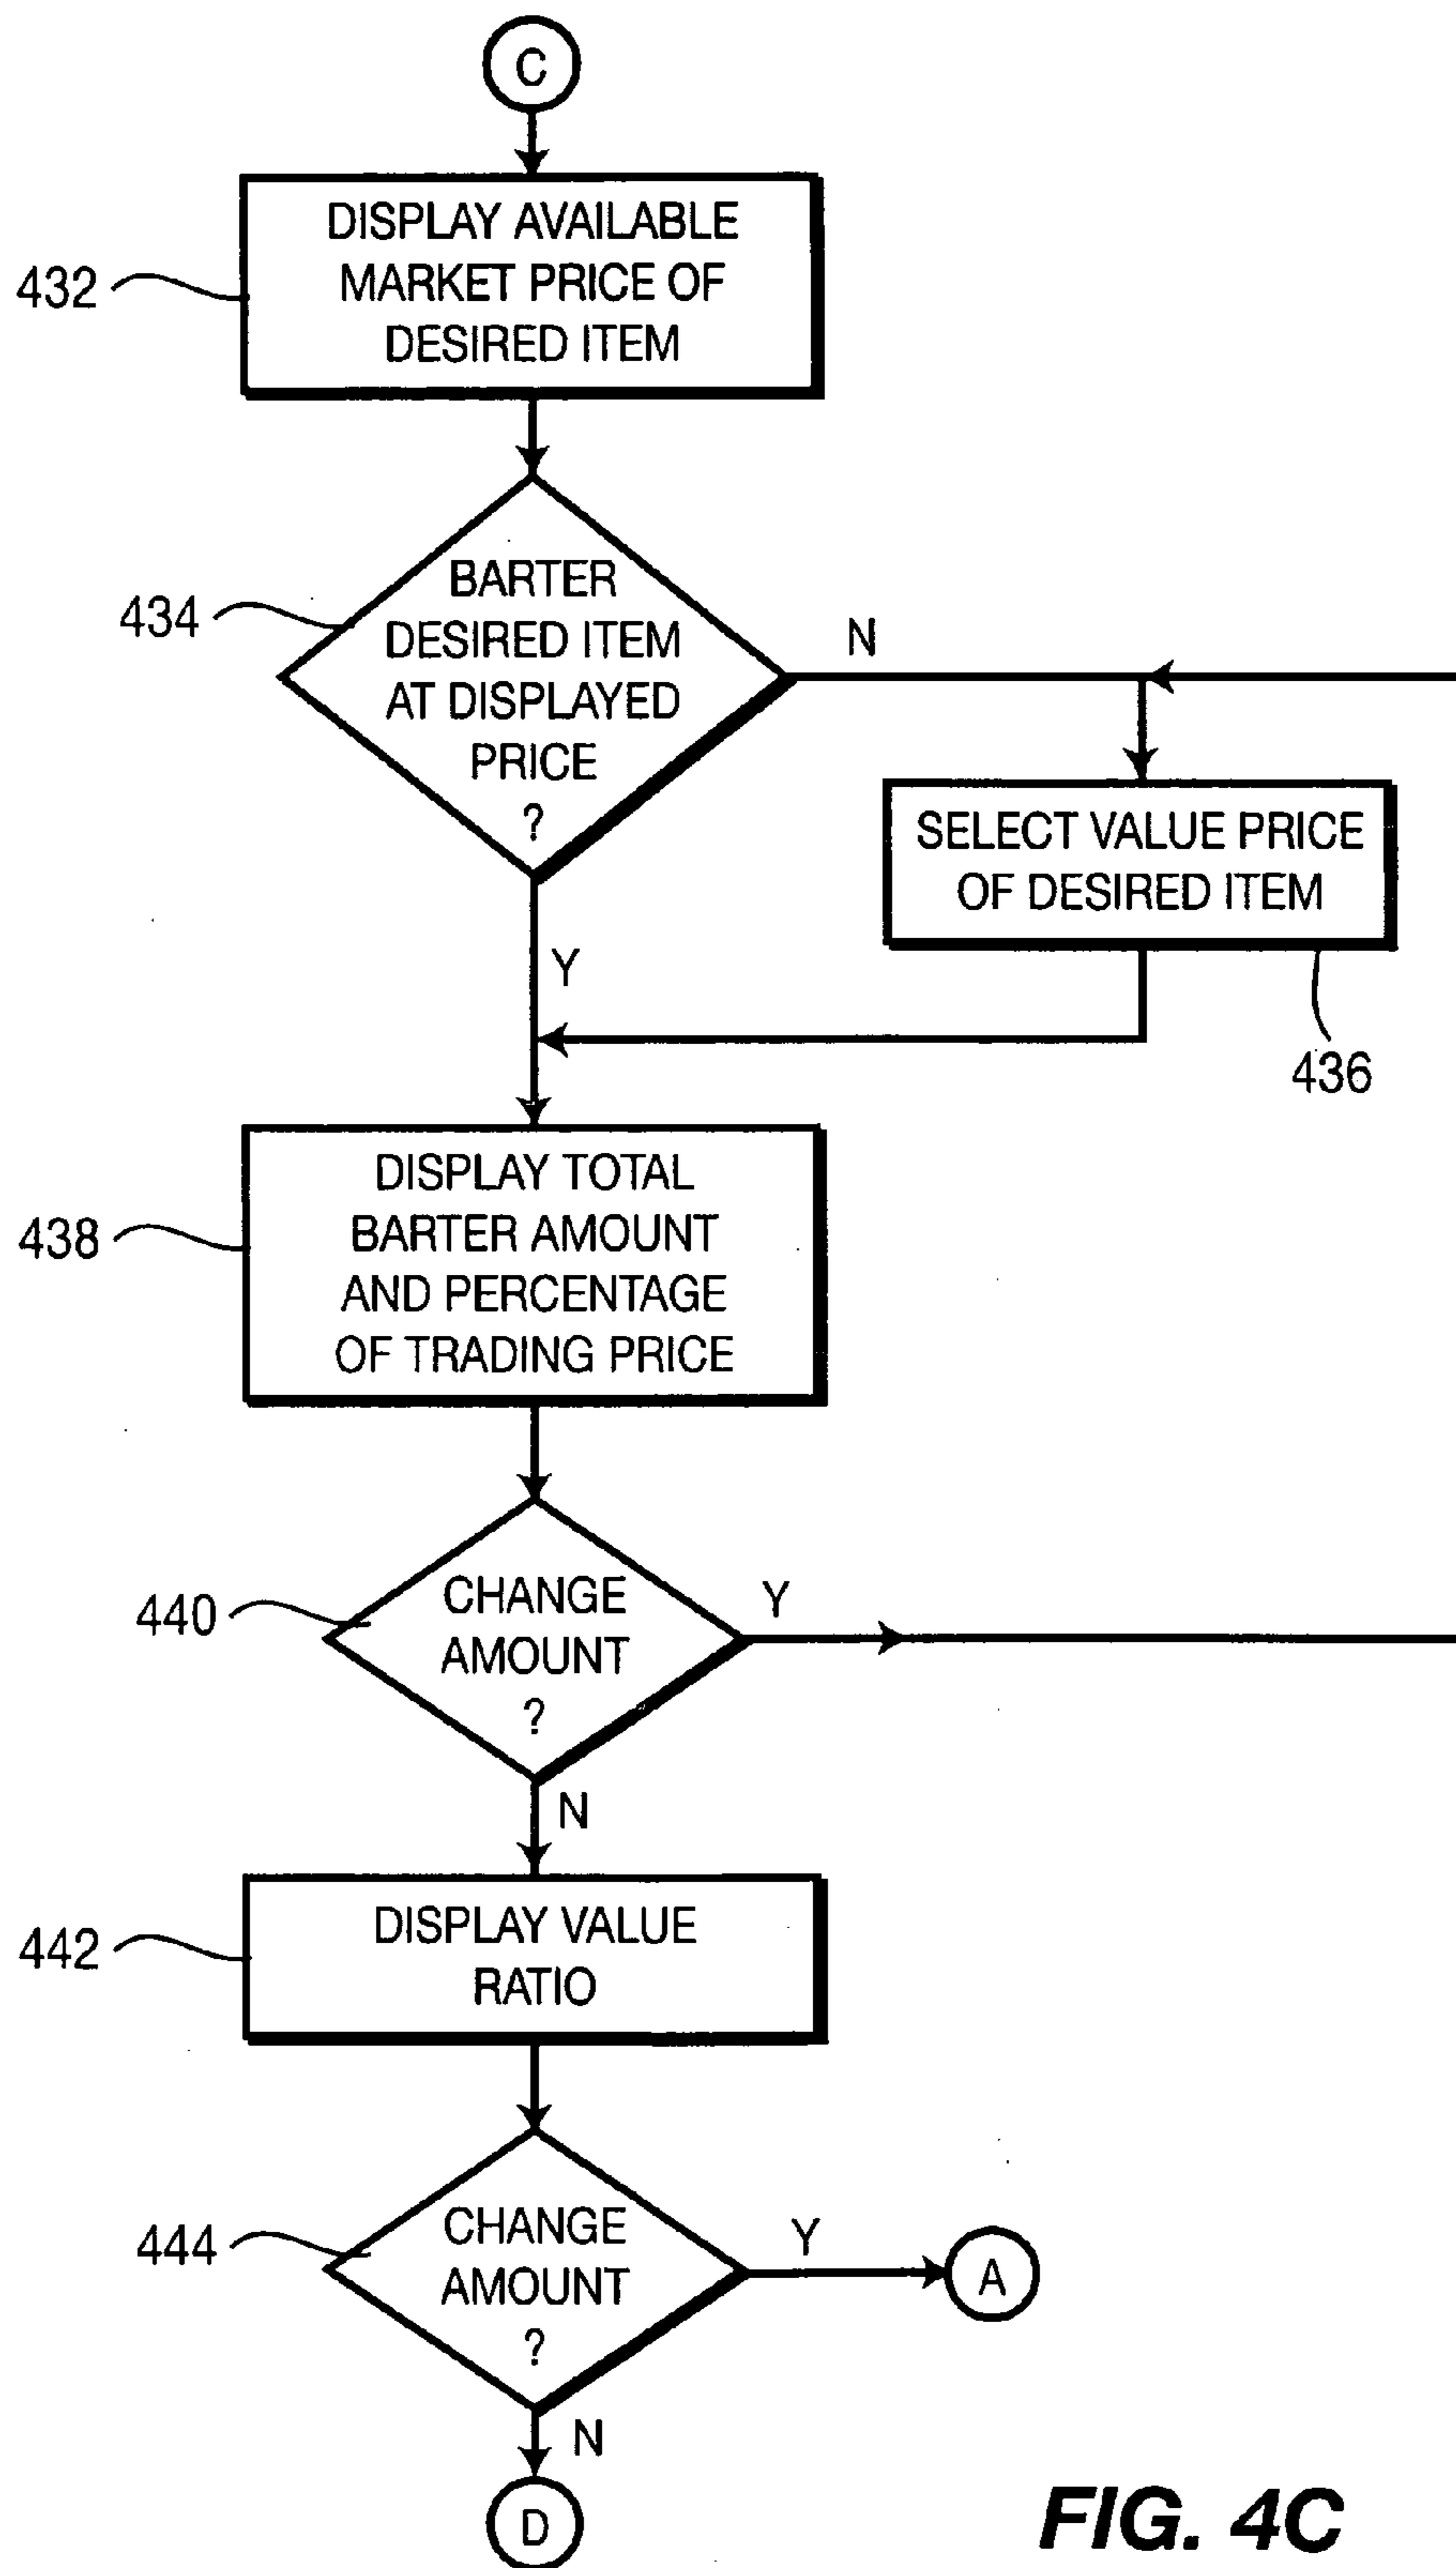 C
DISPLAY AVAILABLE
MARKET PRICE OF
DESIRED ITEM
432
BARTER
DESIRED ITEM
AT DISPLAYED
PRICE
?
434
N
SELECT VALUE PRICE
OF DESIRED ITEM
436
Y
DISPLAY TOTAL
BARTER AMOUNT
AND PERCENTAGE
OF TRADING PRICE
438
CHANGE
AMOUNT
?
440
Y
N
DISPLAY VALUE
RATIO
442
CHANGE
AMOUNT
?
444
Y
A
N
D
FIG. 4C